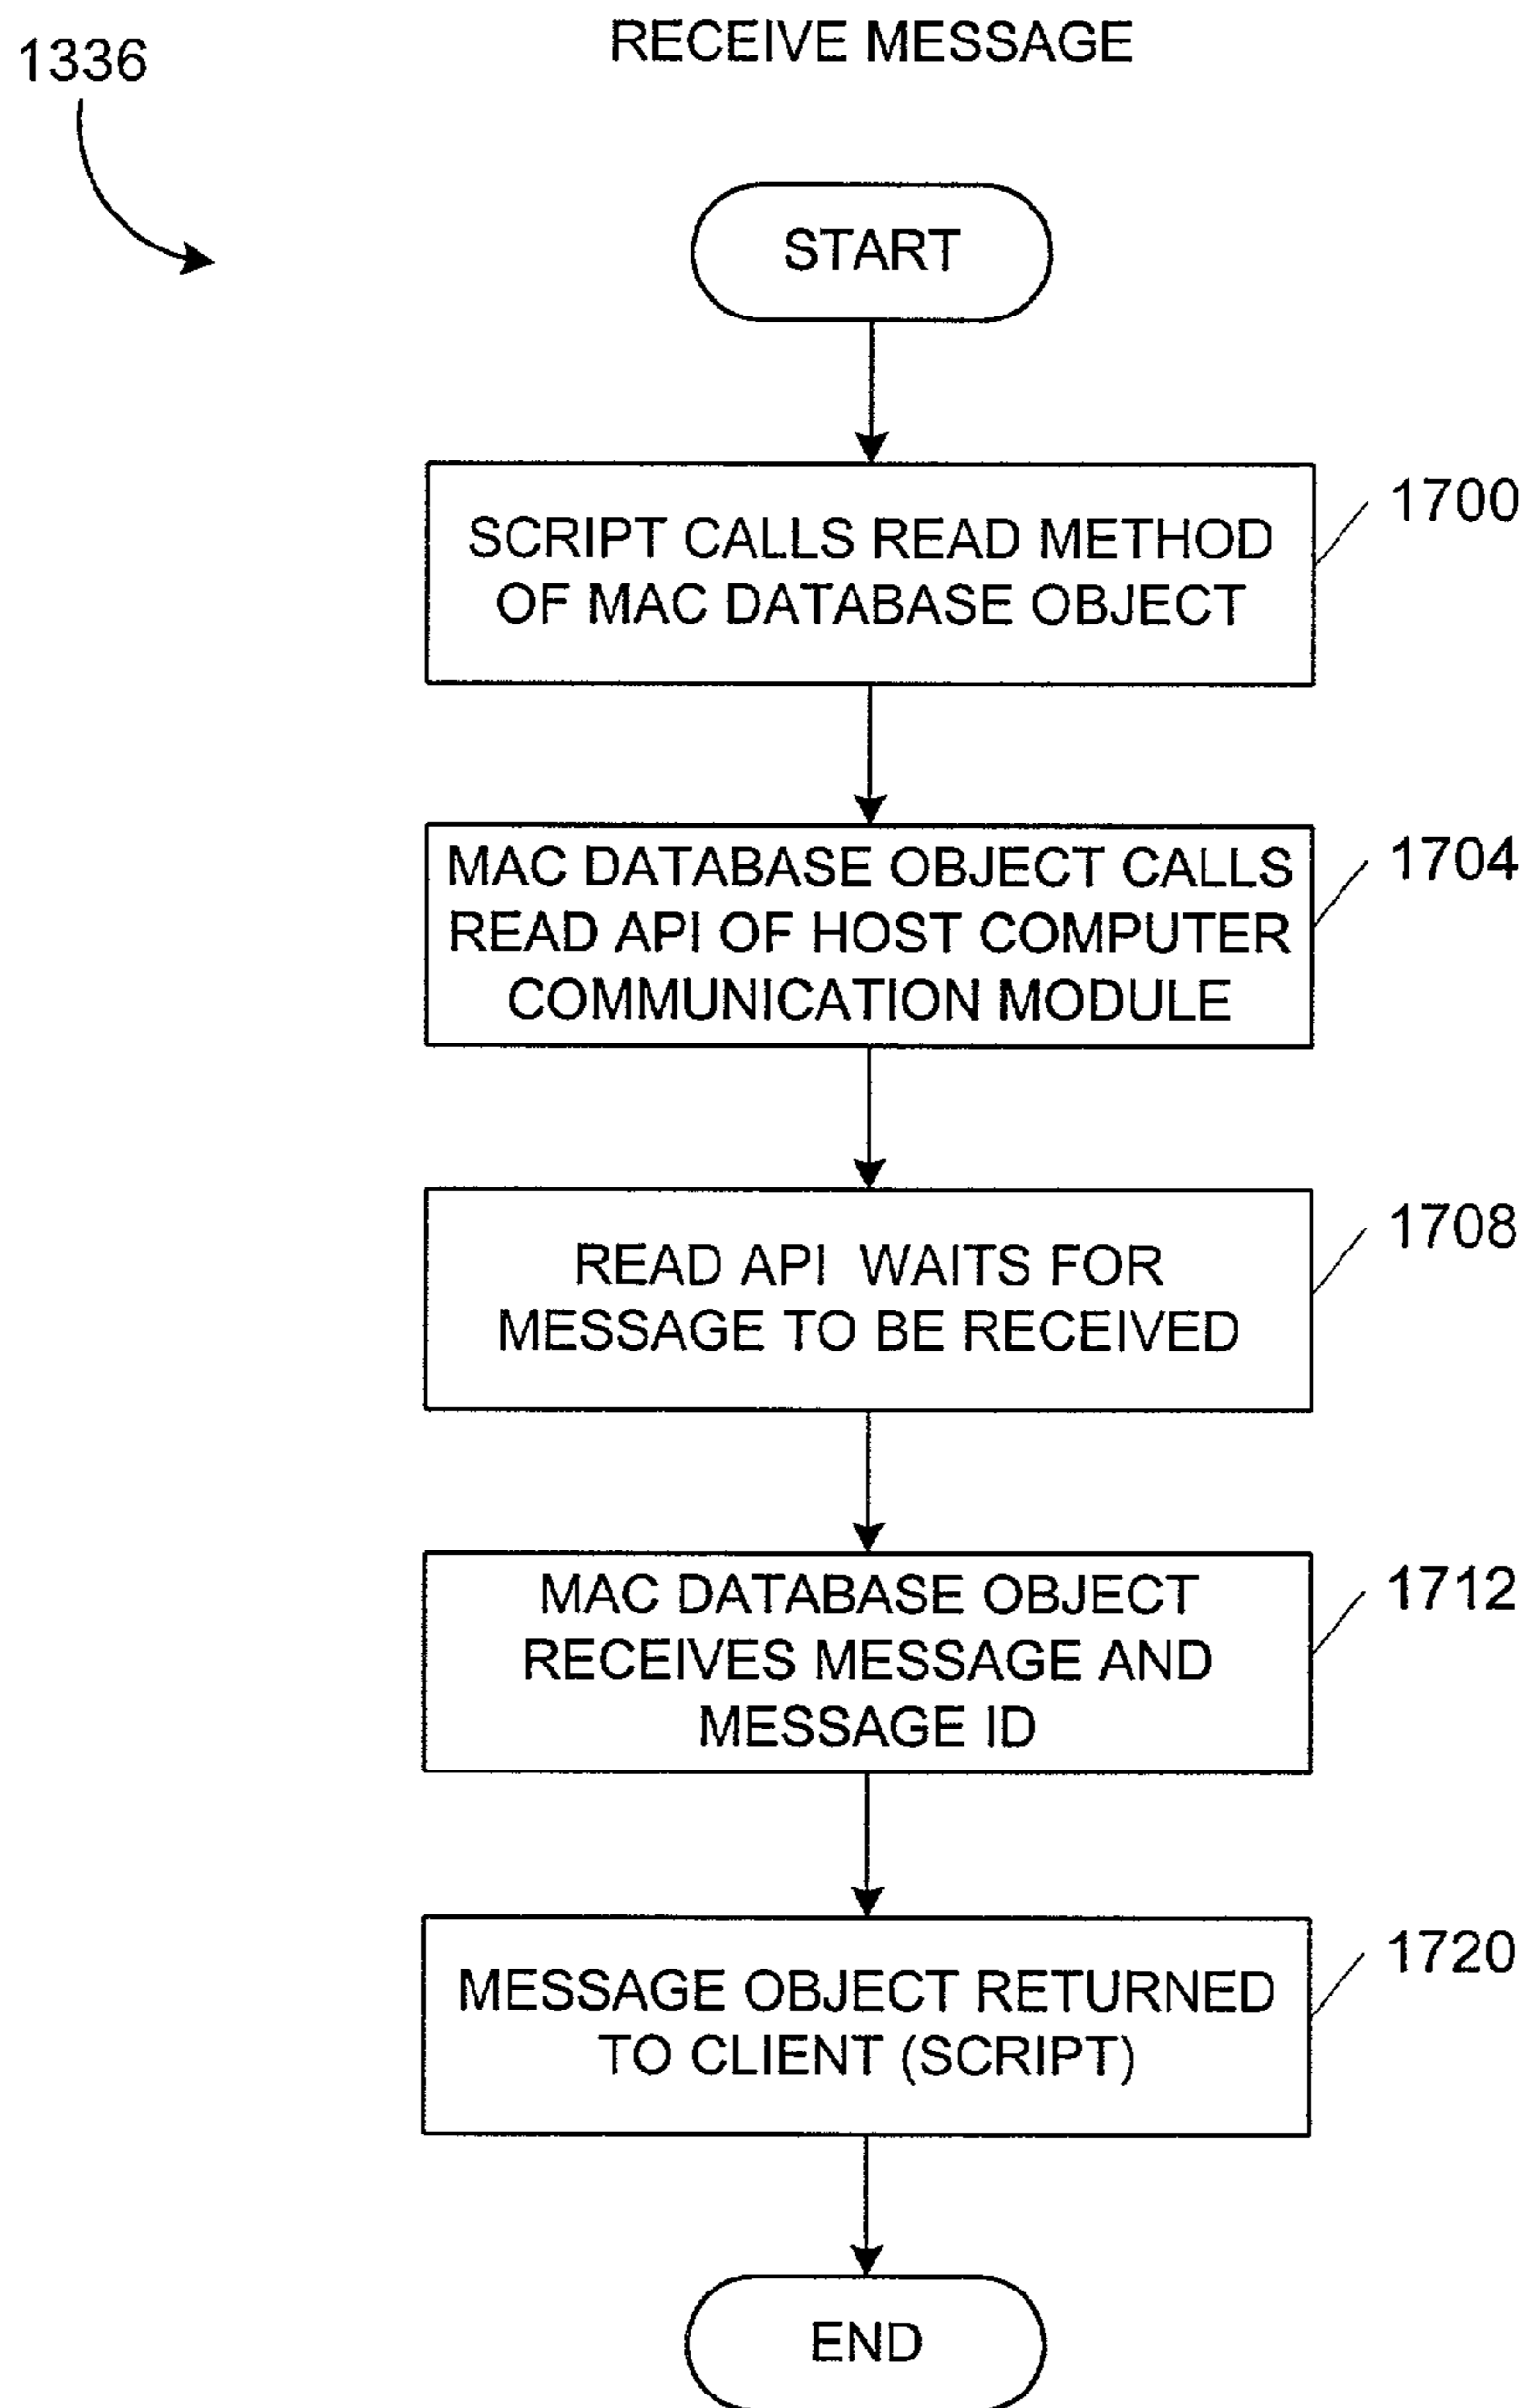 RECEIVE MESSAGE
1336
START
SCRIPT CALLS READ METHOD
OF MAC DATABASE OBJECT
1700
MAC DATABASE OBJECT CALLS
READ API OF HOST COMPUTER
COMMUNICATION MODULE
1704
READ API WAITS FOR
MESSAGE TO BE RECEIVED
1708
MAC DATABASE OBJECT
RECEIVES MESSAGE AND
MESSAGE ID
1712
MESSAGE OBJECT RETURNED
TO CLIENT (SCRIPT)
1720
END